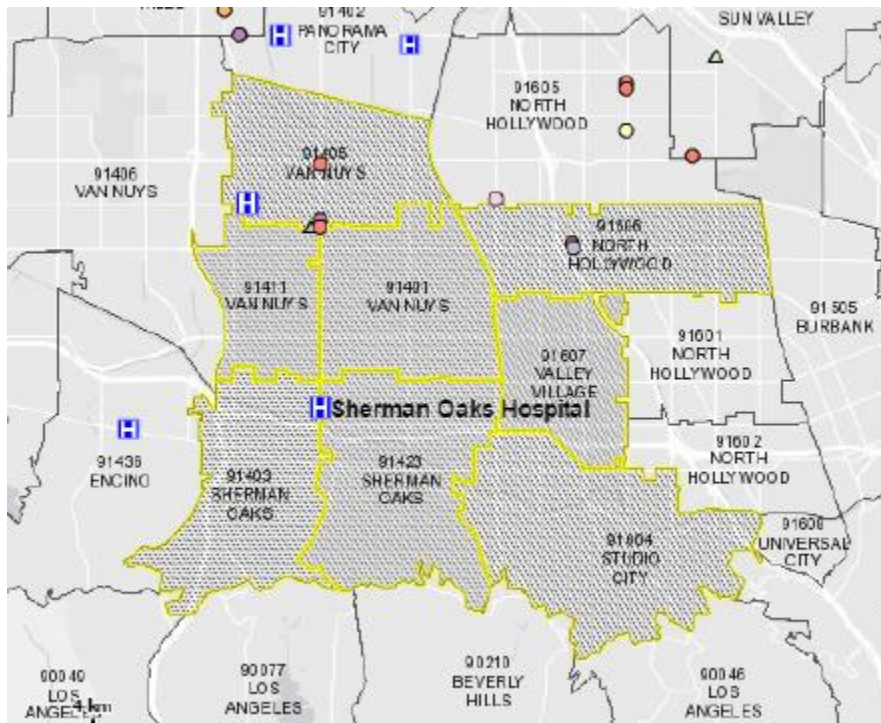 91402
PANORAMA
CITY
SUN VALLEY
91605
NORTH
HOLLYWOOD
91405
VAN NUYS
91406
VAN NUYS
91606
NORTH
HOLLYWOOD
91411
VAN NUYS
91401
VAN NUYS
91505
BURBANK
91601
NORTH
HOLLYWOOD
91607
VALLEY
VILLAGE
Sherman Oaks Hospital
91436
ENCINO
91403
SHERMAN
OAKS
91423
SHERMAN
OAKS
91602
NORTH
HOLLYWOOD
91604
STUDIO
CITY
91608
UNIVERSAL
CITY
90049
LOS
ANGELES
4 km
90077
LOS
ANGELES
90210
BEVERLY
HILLS
90046
LOS
ANGELES